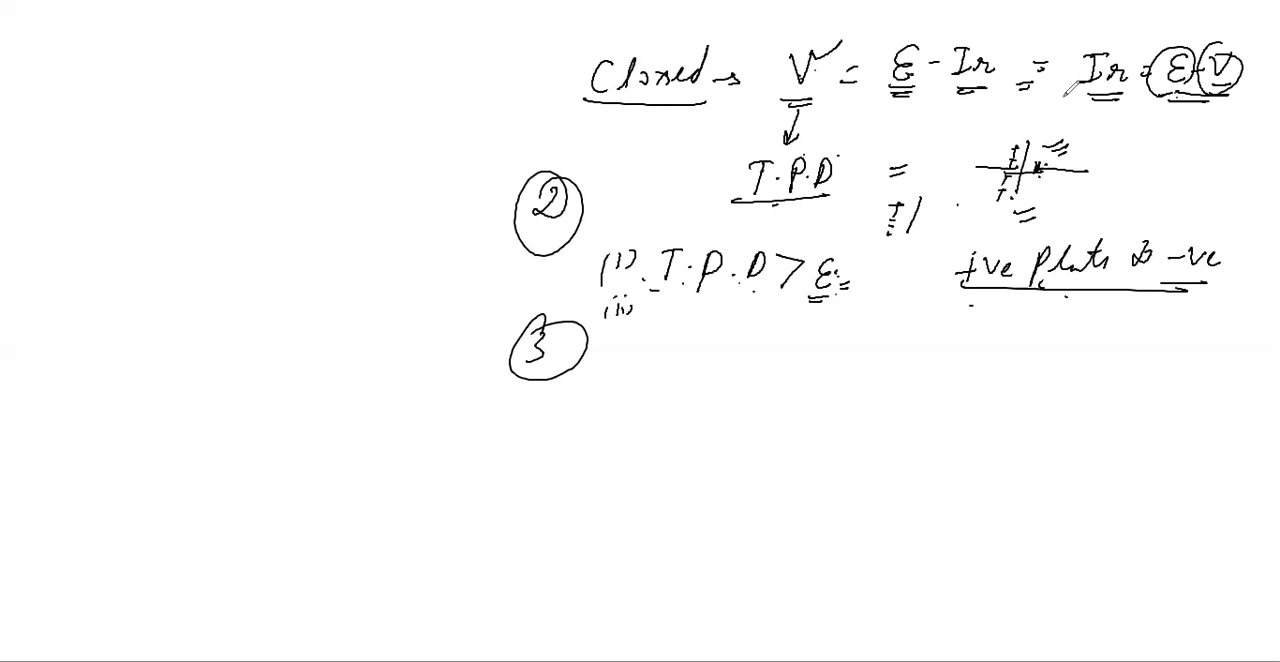 Closed → V = ε - Ir = Ir = ε - V
T.P.D =
2
(i). T.P.D > ε. +ve plate & -ve
(ii)
3